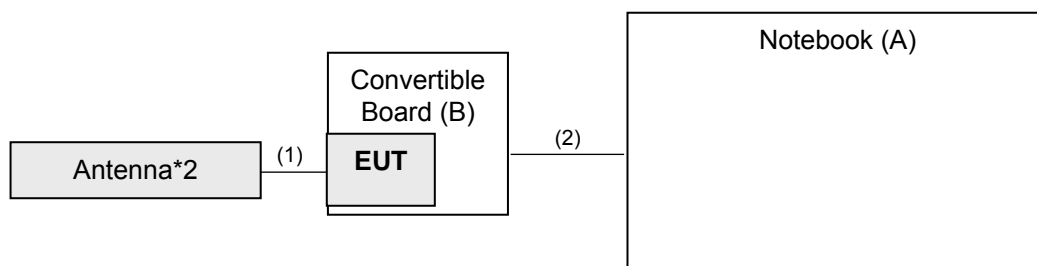 Notebook (A)
Convertible
Board (B)
(2)
(1)
EUT
Antenna*2